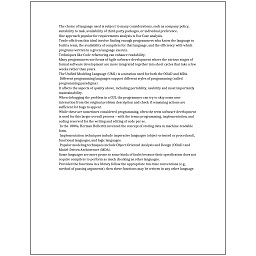 The choice of language used is subject to many considerations, such as company policy,
suitability to task, availability of third-party packages, or individual preference.
One approach popular for requirements analysis is Use Case analysis.
Trade-offs from this ideal involve finding enough programmers who know the language to
build a team, the availability of compilers for that language, and the efficiency with which
programs written in a given language execute.
Techniques like Code refactoring can enhance readability.
Many programmers use forms of Agile software development where the various stages of
formal software development are more integrated together into short cycles that take a few
weeks rather than years.
The Unified Modeling Language (UML) is a notation used for both the OOAD and MDA.
Different programming languages support different styles of programming (called
programming paradigms).
It affects the aspects of quality above, including portability, usability and most importantly
maintainability.
When debugging the problem in a GUI, the programmer can try to skip some user
interaction from the original problem description and check if remaining actions are
sufficient for bugs to appear.
While these are sometimes considered programming, often the term software development
is used for this larger overall process – with the terms programming, implementation, and
coding reserved for the writing and editing of code per se.
In the 1880s, Herman Hollerith invented the concept of storing data in machine-readable
form.
Implementation techniques include imperative languages (object-oriented or procedural),
functional languages, and logic languages.
Popular modeling techniques include Object-Oriented Analysis and Design (OOAD) and
Model-Driven Architecture (MDA).
Some languages are more prone to some kinds of faults because their specification does not
require compilers to perform as much checking as other languages.
Provided the functions in a library follow the appropriate run-time conventions (e.g.,
method of passing arguments), then these functions may be written in any other language.